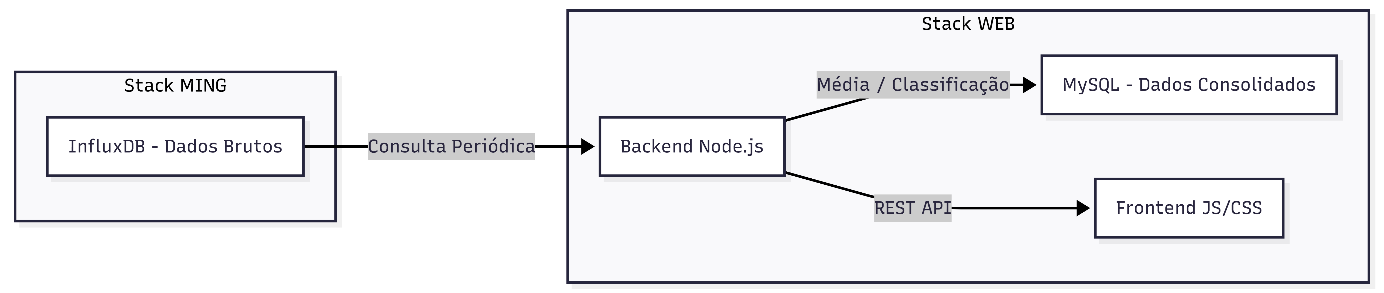 Stack WEB
Stack MING
Média / Classificação
MySQL - Dados Consolidados
InfluxDB - Dados Brutos
Consulta Periódica
Backend Node.js
REST API
Frontend JS/CSS